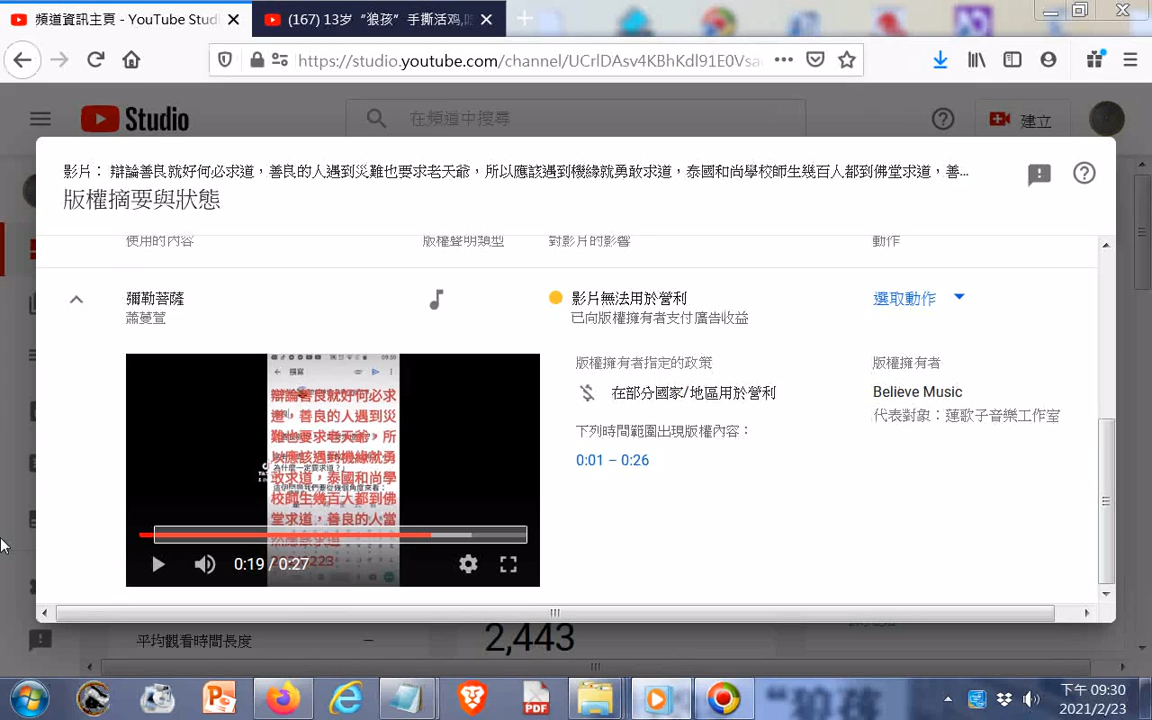 頻道資訊主頁 - YouTube Stud
(167) 13岁“狼孩”手撕活鸡,
https://studio.youtube.com/channel/UCrlDAsv4KBhKdl91E0Vsa
Studio
在頻道中搜尋
建立
影片： 辯論善良就好何必求道，善良的人遇到災難也要求老天爺，所以應該遇到機緣就勇敢求道，泰國和尚學校師生幾百人都到佛堂求道，善...
版權摘要與狀態
使用的內容
版權聲明類型
對影片的影響
動作
彌勒菩薩
蕭蔓萱
影片無法用於營利
已向版權擁有者支付廣告收益
選取動作
版權擁有者指定的政策
在部分國家/地區用於營利
下列時間範圍出現版權內容：
0:01 – 0:26
版權擁有者
Believe Music
代表對象：蓮歌子音樂工作室
撰寫
辯論善良就好何必求
道，善良的人遇到災
難也要求老天爺，所
以應該遇到機緣就勇
敢求道，泰國和尚學
校師生幾百人都到佛
堂求道，善良的人當
為什麼一定要求道？
0:19 / 0:27
平均觀看時間長度
–
2,443
PDF
"狼孩
下午 09:30
2021/2/23